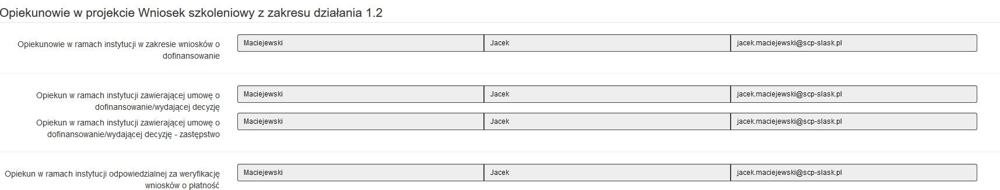 Opiekunowie w projekcie Wniosek szkoleniowy z zakresu działania 1.2
Opiekunowie w ramach instytucji w zakresie wniosków o
dofinansowanie
Maciejewski Jacek jacek.maciejewski@scp-slask.pl
Opiekun w ramach instytucji zawierającej umowę o
dofinansowanie/wydającej decyzję
Maciejewski Jacek jacek.maciejewski@scp-slask.pl
Opiekun w ramach instytucji zawierającej umowę o
dofinansowanie/wydającej decyzję - zastępstwo
Maciejewski Jacek jacek.maciejewski@scp-slask.pl
Opiekun w ramach instytucji odpowiedzialnej za weryfikację
wniosków o płatność
Maciejewski Jacek jacek.maciejewski@scp-slask.pl